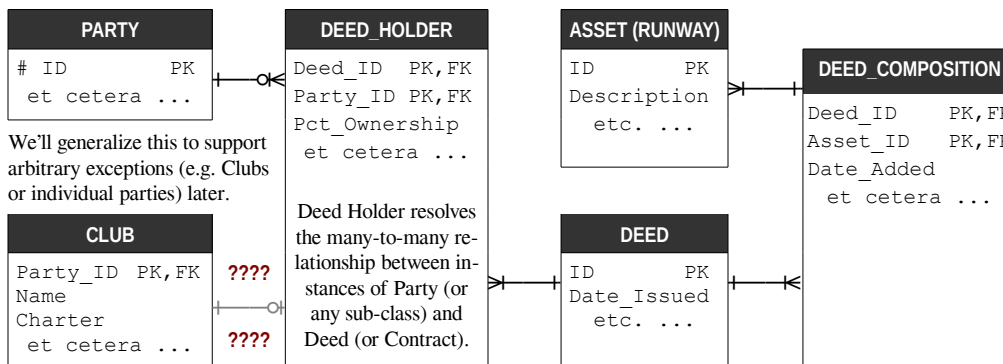 PARTY
# ID PK
et cetera ...
We'll generalize this to support
arbitrary exceptions (e.g. Clubs
or individual parties) later.
CLUB
Party_ID PK,FK
Name
Charter
et cetera ...
????
????
DEED_HOLDER
Deed_ID PK,FK
Party_ID PK,FK
Pct_Ownership
et cetera ...
Deed Holder resolves
the many-to-many re-
lationship between in-
stances of Party (or
any sub-class) and
Deed (or Contract).
ASSET (RUNWAY)
ID PK
Description
etc. ...
DEED
ID PK
Date_Issued
etc. ...
DEED_COMPOSITION
Deed_ID PK,F
Asset_ID PK,F
Date_Added
et cetera ...